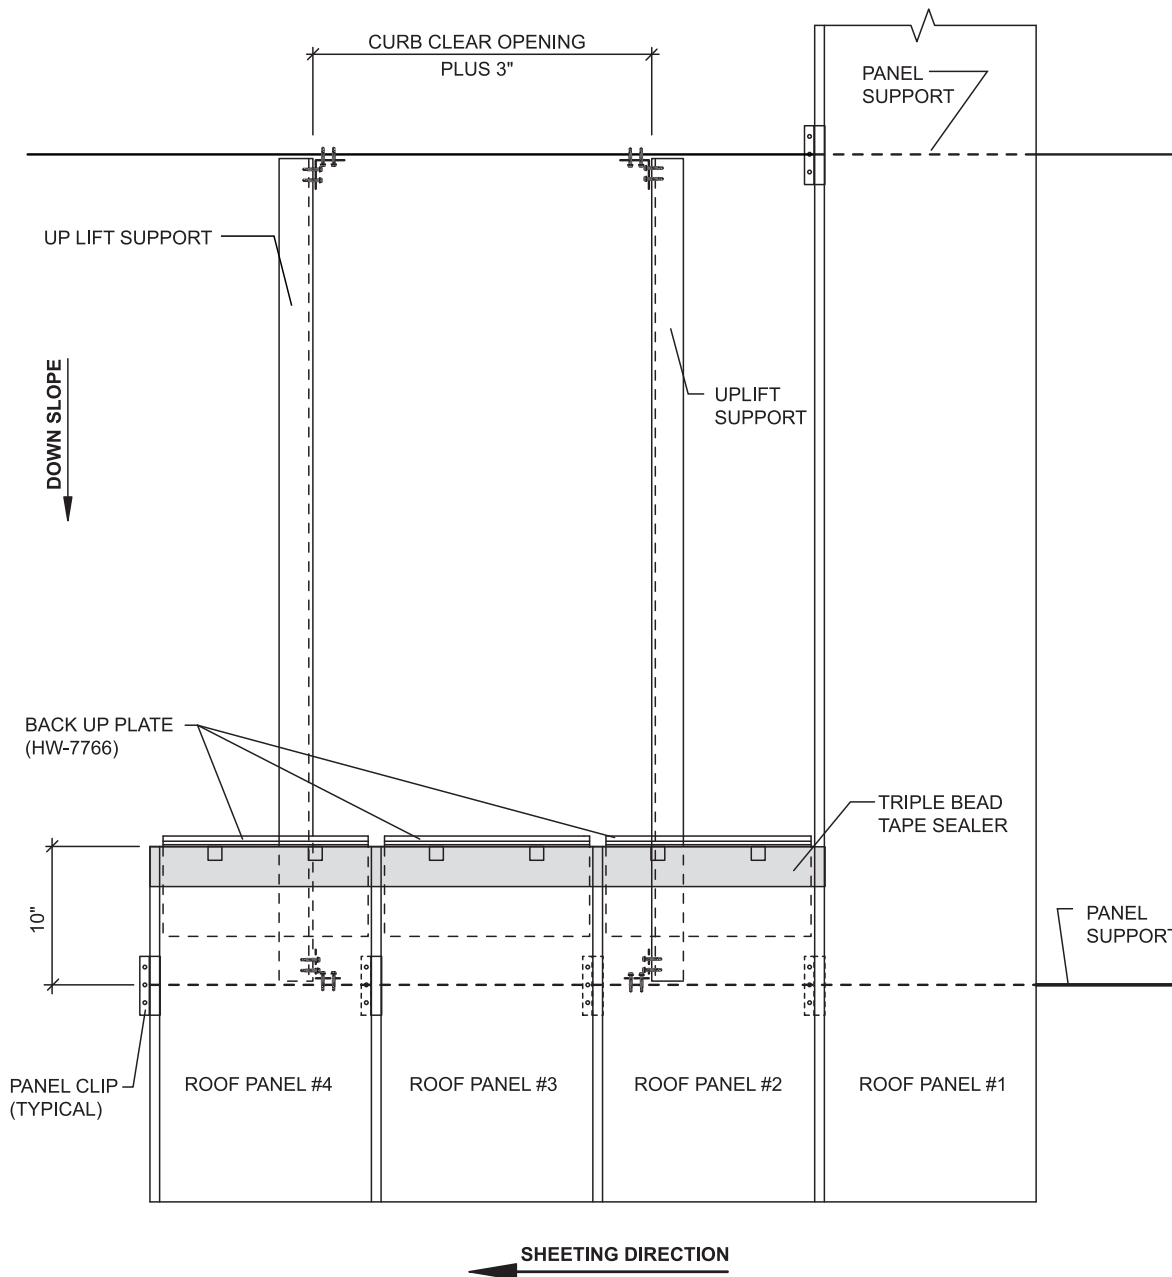 CURB CLEAR OPENING
PLUS 3"
PANEL
SUPPORT
UP LIFT SUPPORT
DOWN SLOPE
UPLIFT
SUPPORT
BACK UP PLATE
(HW-7766)
TRIPLE BEAD
TAPE SEALER
10"
PANEL
SUPPORT
PANEL CLIP
(TYPICAL)
ROOF PANEL #4
ROOF PANEL #3
ROOF PANEL #2
ROOF PANEL #1
SHEETING DIRECTION